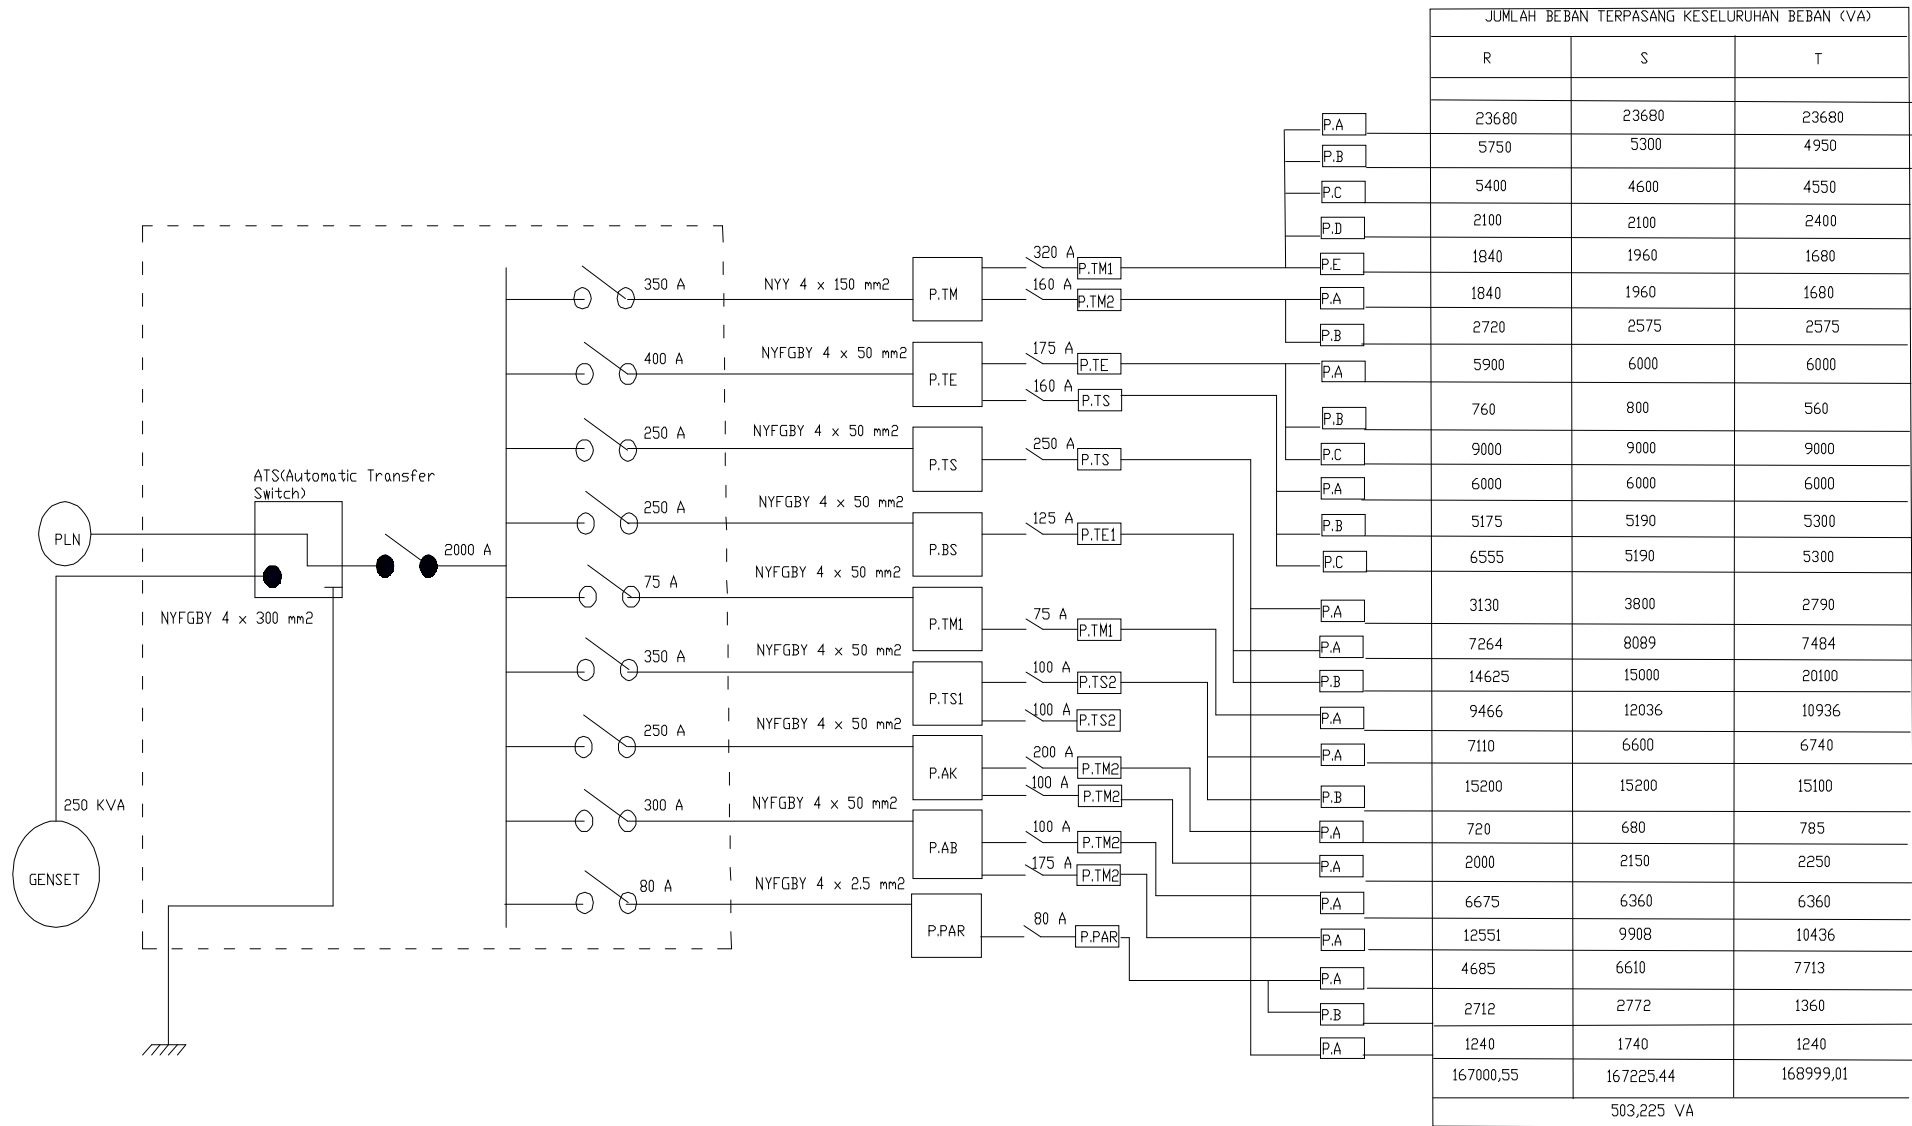 JUMLAH BEBAN TERPASANG KESELURUHAN BEBAN (VA)
R S T
P.A 23680 23680 23680
P.B 5750 5300 4950
P.C 5400 4600 4550
P.D 2100 2100 2400
P.E 1840 1960 1680
P.A 1840 1960 1680
P.B 2720 2575 2575
P.A 5900 6000 6000
P.B 760 800 560
P.C 9000 9000 9000
P.A 6000 6000 6000
P.B 5175 5190 5300
P.C 6555 5190 5300
P.A 3130 3800 2790
P.A 7264 8089 7484
P.B 14625 15000 20100
P.A 9466 12036 10936
P.A 7110 6600 6740
P.B 15200 15200 15100
P.A 720 680 785
P.A 2000 2150 2250
P.A 6675 6360 6360
P.A 12551 9908 10436
P.A 4685 6610 7713
P.B 2712 2772 1360
P.A 1240 1740 1240
167000,55 167225.44 168999,01
503,225 VA
PLN
ATS(Automatic Transfer
Switch)
2000 A
NYFGBY 4 x 300 mm2
250 KVA
GENSET
350 A NYY 4 x 150 mm2 P.TM
320 A P.TM1
160 A P.TM2
400 A NYFGBY 4 x 50 mm2 P.TE
175 A P.TE
160 A P.TS
250 A NYFGBY 4 x 50 mm2 P.TS
250 A P.TS
250 A NYFGBY 4 x 50 mm2 P.BS
125 A P.TE1
75 A NYFGBY 4 x 50 mm2 P.TM1
75 A P.TM1
350 A NYFGBY 4 x 50 mm2 P.TS1
100 A P.TS2
100 A P.TS2
250 A NYFGBY 4 x 50 mm2 P.AK
200 A P.TM2
100 A P.TM2
300 A NYFGBY 4 x 50 mm2 P.AB
100 A P.TM2
175 A P.TM2
80 A NYFGBY 4 x 2.5 mm2 P.PAR
80 A P.PAR